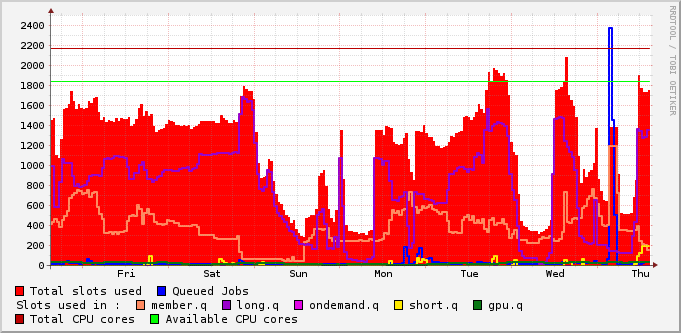 2400
2200
2000
1800
1600
1400
1200
1000
800
600
400
200
0
Fri Sat Sun Mon Tue Wed Thu
RRDTOOL / TOBI OETIKER
Total slots used Queued Jobs
Slots used in : member.q long.q ondemand.q short.q gpu.q
Total CPU cores Available CPU cores